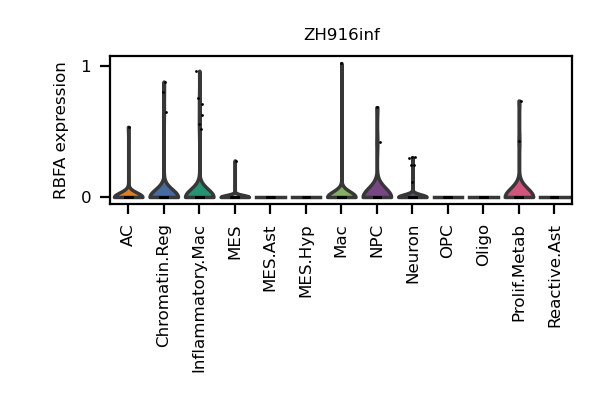 ZH916inf
RBFA expression
1
0
AC
Chromatin.Reg
Inflammatory.Mac
MES
MES.Ast
MES.Hyp
Mac
NPC
Neuron
OPC
Oligo
Prolif.Metab
Reactive.Ast